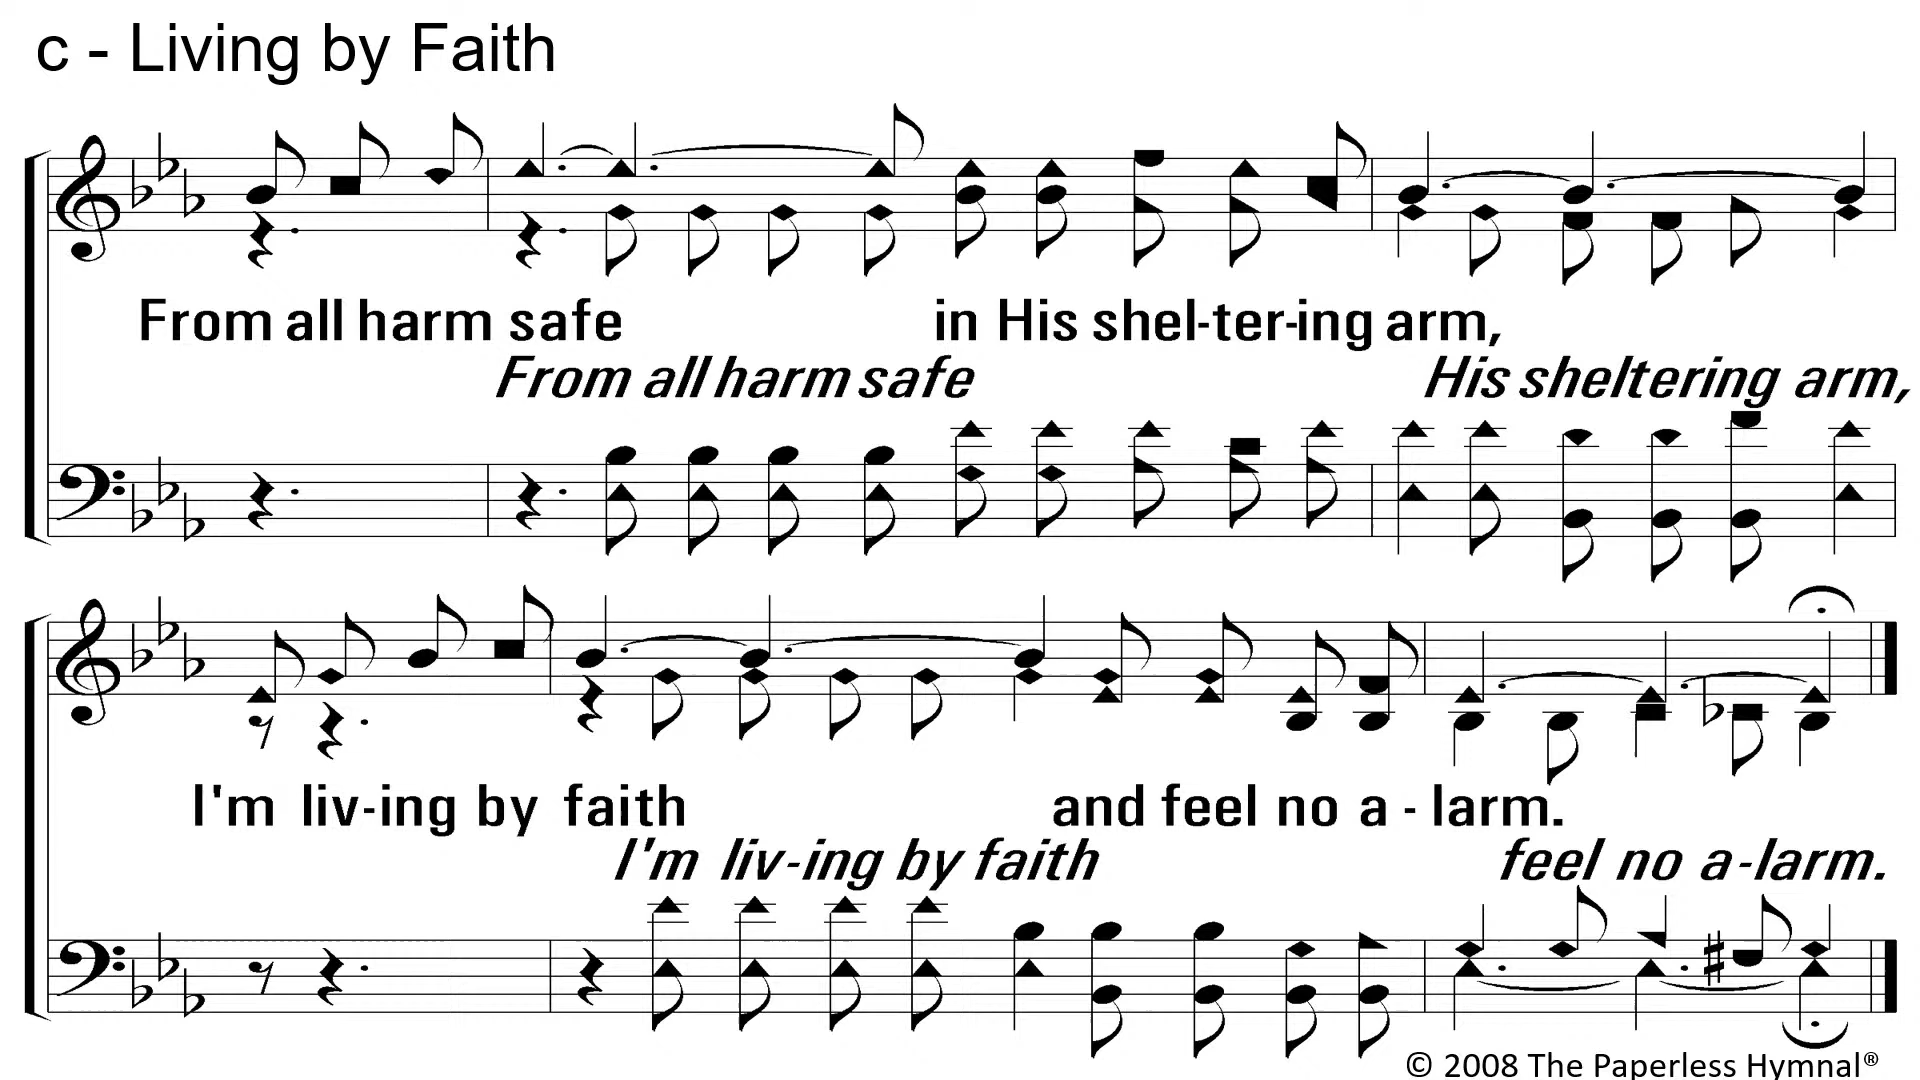 c - Living by Faith
From all harm safe in His shel-ter-ing arm,
From all harm safe His sheltering arm,
I'm liv-ing by faith and feel no a - larm.
I'm liv-ing by faith feel no a-larm.
© 2008 The Paperless Hymnal®